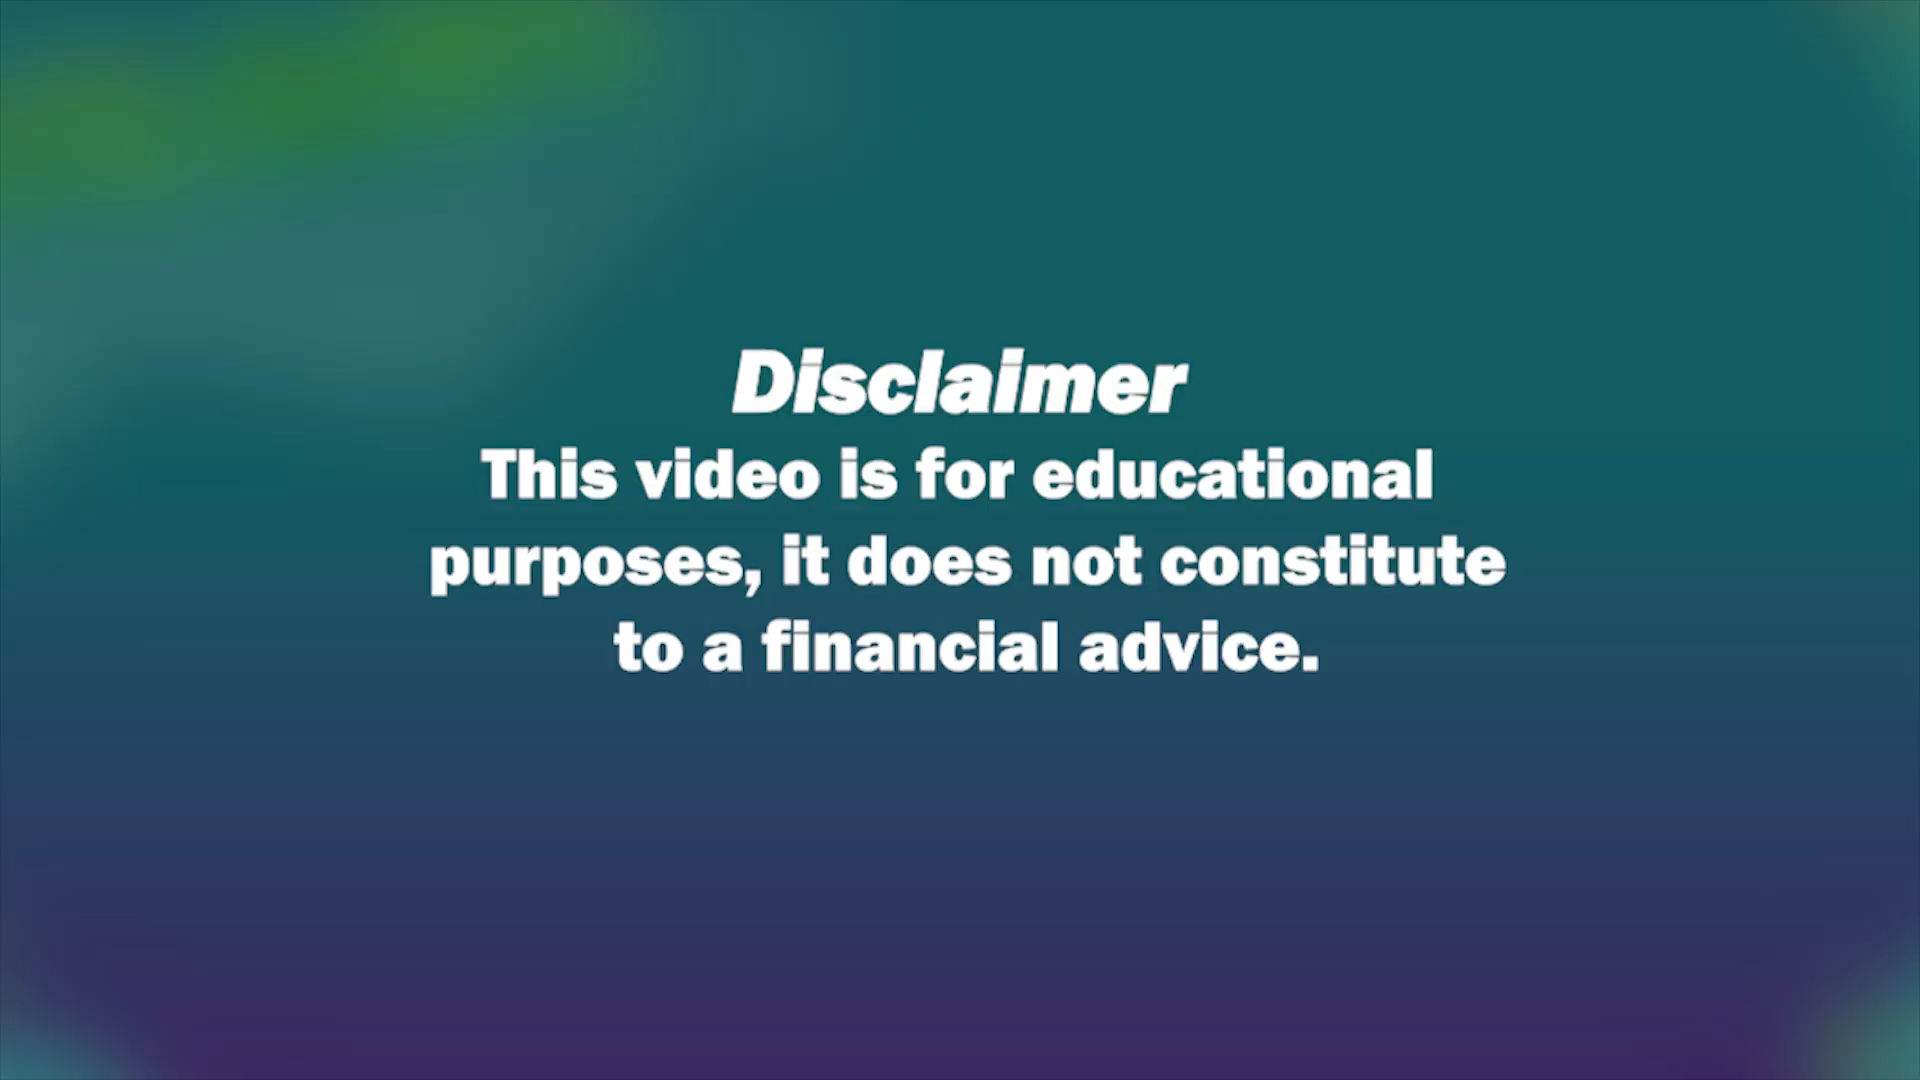 Disclaimer
This video is for educational
purposes, it does not constitute
to a financial advice.